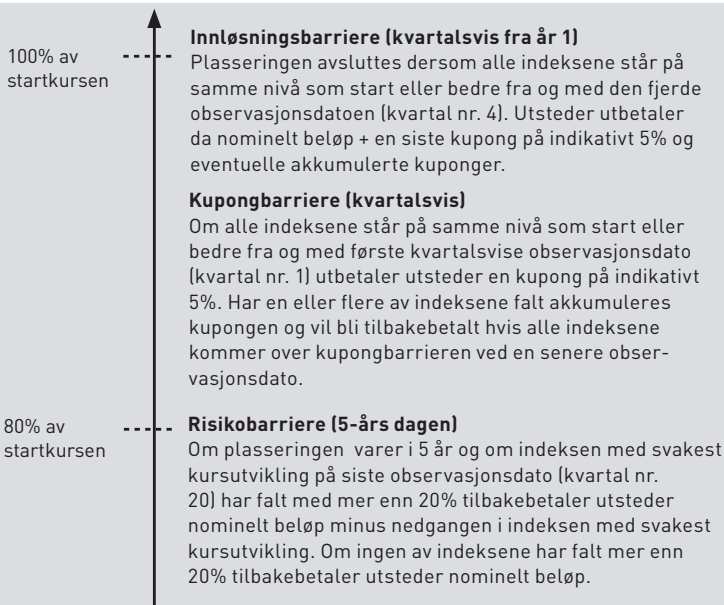 100% av
startkursen
Innløsningsbarriere (kvartalsvis fra år 1)
Plasseringen avsluttes dersom alle indeksene står på
samme nivå som start eller bedre fra og med den fjerde
observasjonsdatoen (kvartal nr. 4). Utsteder utbetaler
da nominelt beløp + en siste kupong på indikativt 5% og
eventuelle akkumulerte kuponger.
Kupongbarriere (kvartalsvis)
Om alle indeksene står på samme nivå som start eller
bedre fra og med første kvartalsvise observasjonsdato
(kvartal nr. 1) utbetaler utsteder en kupong på indikativt
5%. Har en eller flere av indeksene falt akkumuleres
kupongen og vil bli tilbakebetalt hvis alle indeksene
kommer over kupongbarrieren ved en senere obser-
vasjonsdato.
80% av
startkursen
Risikobarriere (5-års dagen)
Om plasseringen varer i 5 år og om indeksen med svakest
kursutvikling på siste observasjonsdato (kvartal nr.
20) har falt med mer enn 20% tilbakebetaler utsteder
nominelt beløp minus nedgangen i indeksen med svakest
kursutvikling. Om ingen av indeksene har falt mer enn
20% tilbakebetaler utsteder nominelt beløp.